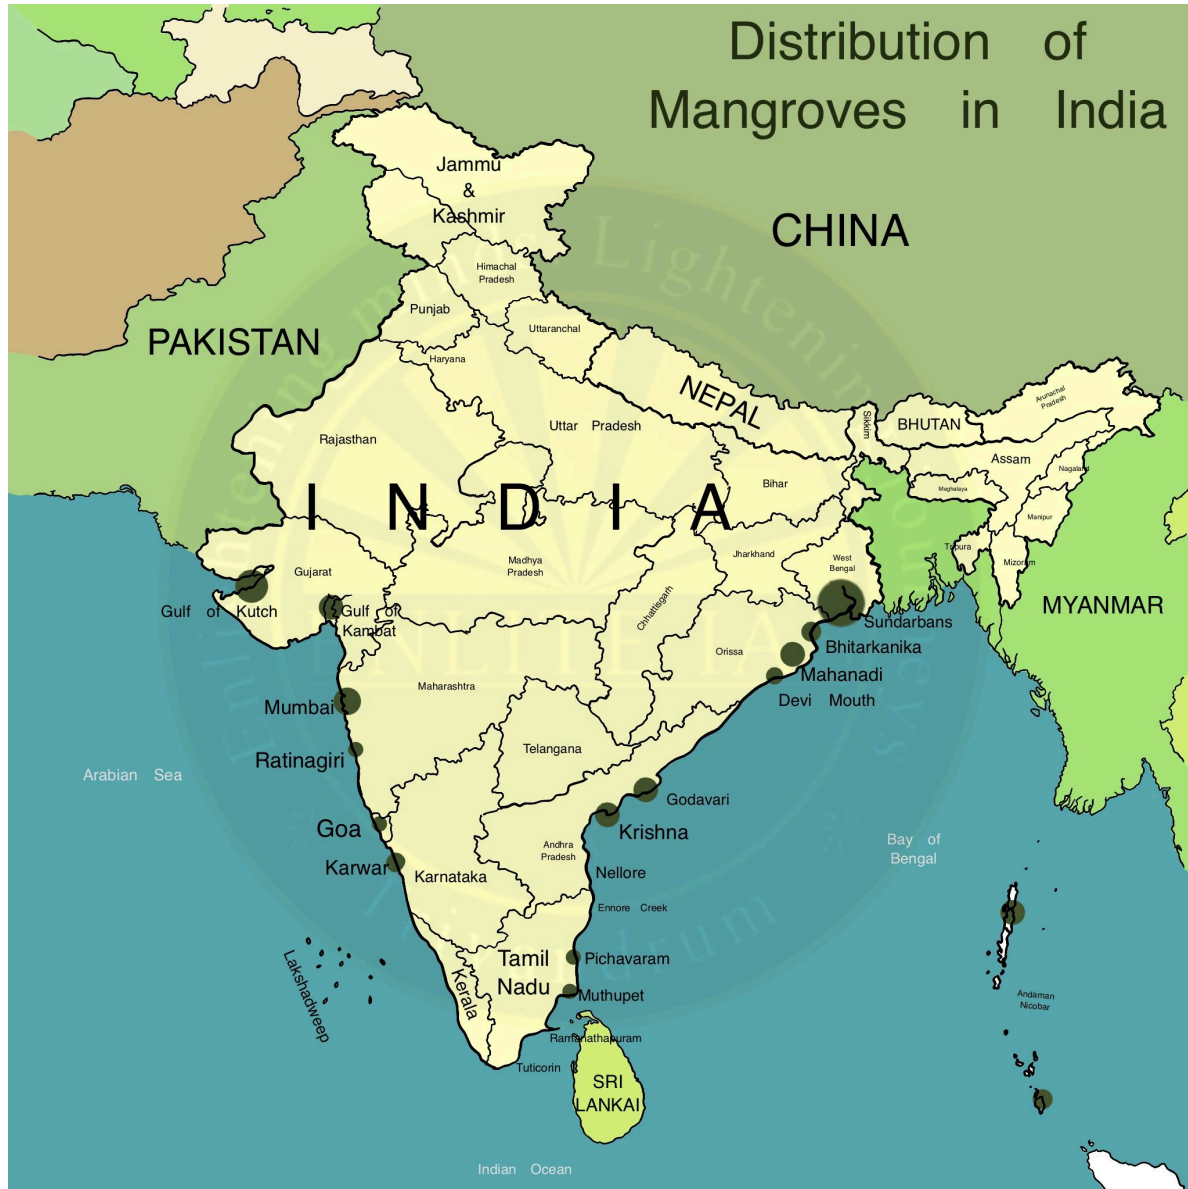 Distribution of
Mangroves in India
CHINA
Jammu
&
Kashmir
Himachal
Pradesh
Punjab
Uttaranchal
PAKISTAN
Haryana
NEPAL
Sikkim
BHUTAN
Arunachal
Pradesh
Rajasthan
Uttar Pradesh
Assam
Nagaland
Bihar
Meghalaya
INDIA
Manipur
Tripura
Mizoram
Jharkhand
West
Bengal
Madhya
Pradesh
Gujarat
Chhattisgarh
MYANMAR
Gulf of Kutch
Gulf of
Kambat
Sundarbans
Bhitarkanika
Orissa
Mahanadi
Devi Mouth
Maharashtra
Mumbai
Telangana
Ratinagiri
Arabian Sea
Godavari
Goa
Krishna
Bay of
Bengal
Andhra
Pradesh
Karwar
Karnataka
Nellore
Ennore Creek
Tamil
Nadu
Pichavaram
Kerala
Lakshadweep
Muthupet
Andaman
Nicobar
Ramanathapuram
Tuticorin
SRI
LANKAI
Indian Ocean